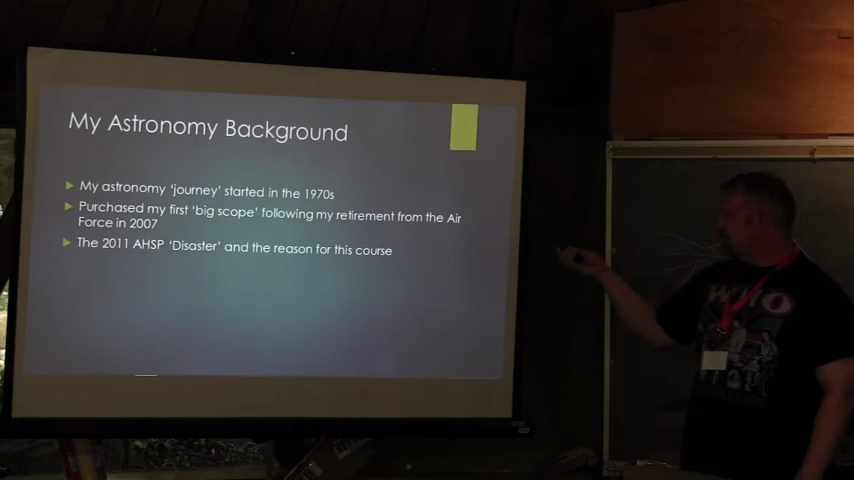 My Astronomy Background
My astronomy ‘journey’ started in the 1970s
Purchased my first ‘big scope’ following my retirement from the Air
Force in 2007
The 2011 AHSP ‘Disaster’ and the reason for this course
WHO